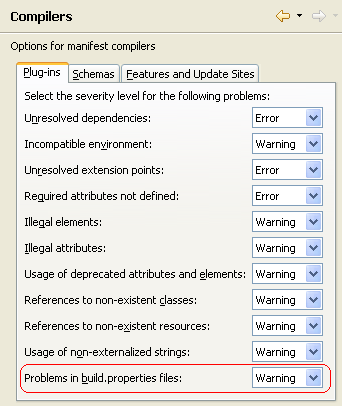 Compilers
Options for manifest compilers
Plug-ins Schemas Features and Update Sites
Select the severity level for the following problems:
Unresolved dependencies: Error
Incompatible environment: Warning
Unresolved extension points: Error
Required attributes not defined: Error
Illegal elements: Warning
Illegal attributes: Warning
Usage of deprecated attributes and elements: Warning
References to non-existent classes: Warning
References to non-existent resources: Warning
Usage of non-externalized strings: Warning
Problems in build.properties files: Warning